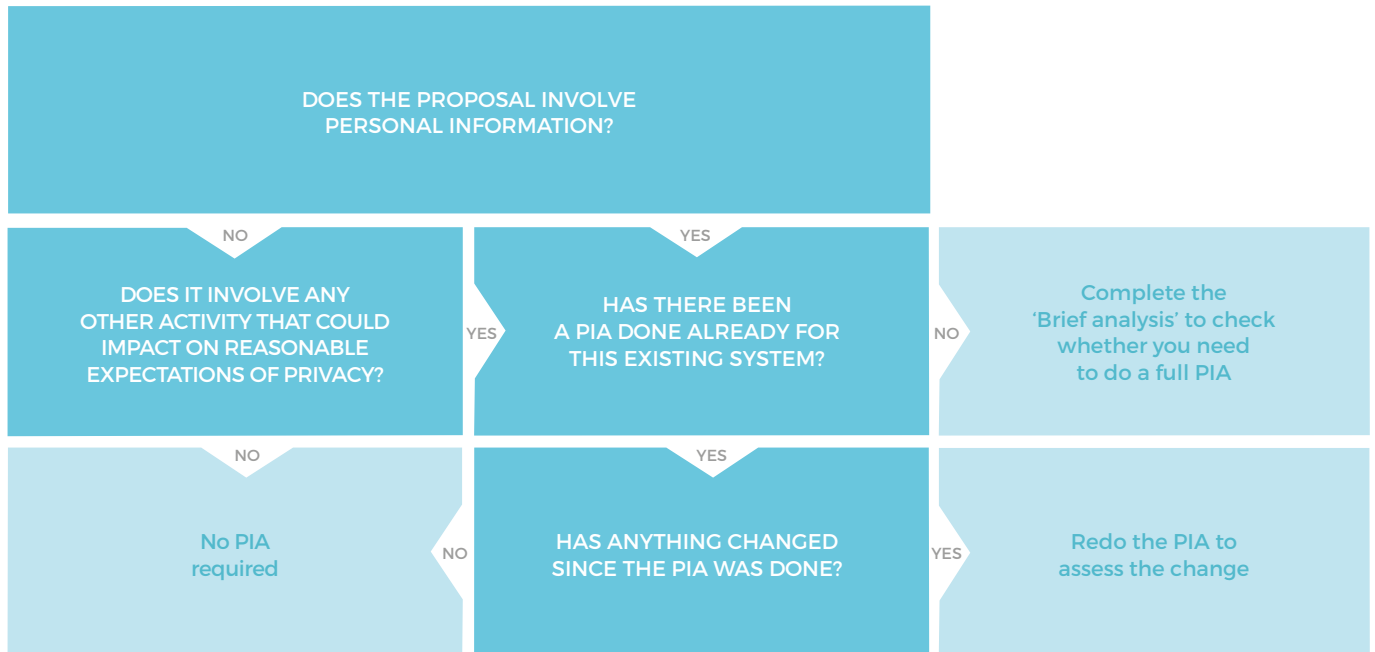 DOES THE PROPOSAL INVOLVE
PERSONAL INFORMATION?
NO
YES
DOES IT INVOLVE ANY
OTHER ACTIVITY THAT COULD
IMPACT ON REASONABLE
EXPECTATIONS OF PRIVACY?
YES
HAS THERE BEEN
A PIA DONE ALREADY FOR
THIS EXISTING SYSTEM?
NO
Complete the
‘Brief analysis’ to check
whether you need
to do a full PIA
NO
YES
No PIA
required
NO
HAS ANYTHING CHANGED
SINCE THE PIA WAS DONE?
YES
Redo the PIA to
assess the change